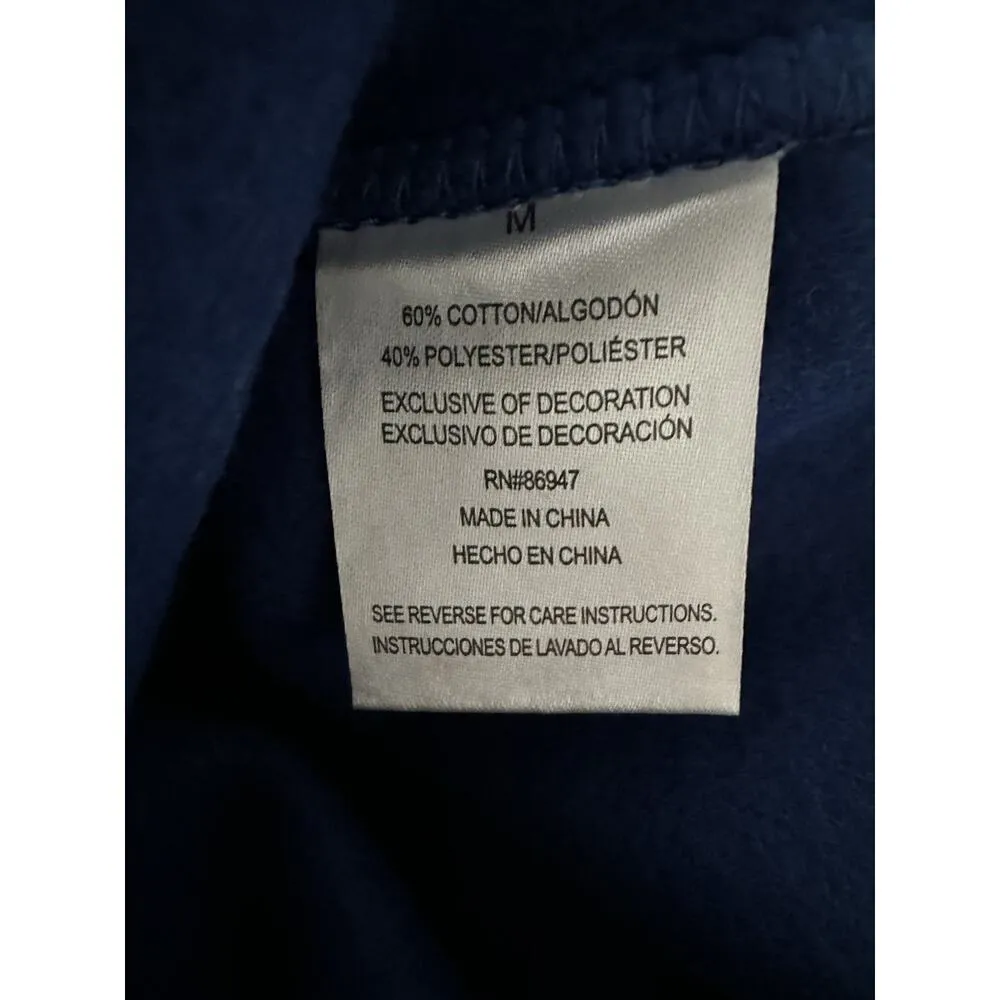 M
60% COTTON/ALGODÓN
40% POLYESTER/POLIÉSTER
EXCLUSIVE OF DECORATION
EXCLUSIVO DE DECORACIÓN
RN#86947
MADE IN CHINA
HECHO EN CHINA
SEE REVERSE FOR CARE INSTRUCTIONS.
INSTRUCCIONES DE LAVADO AL REVERSO.